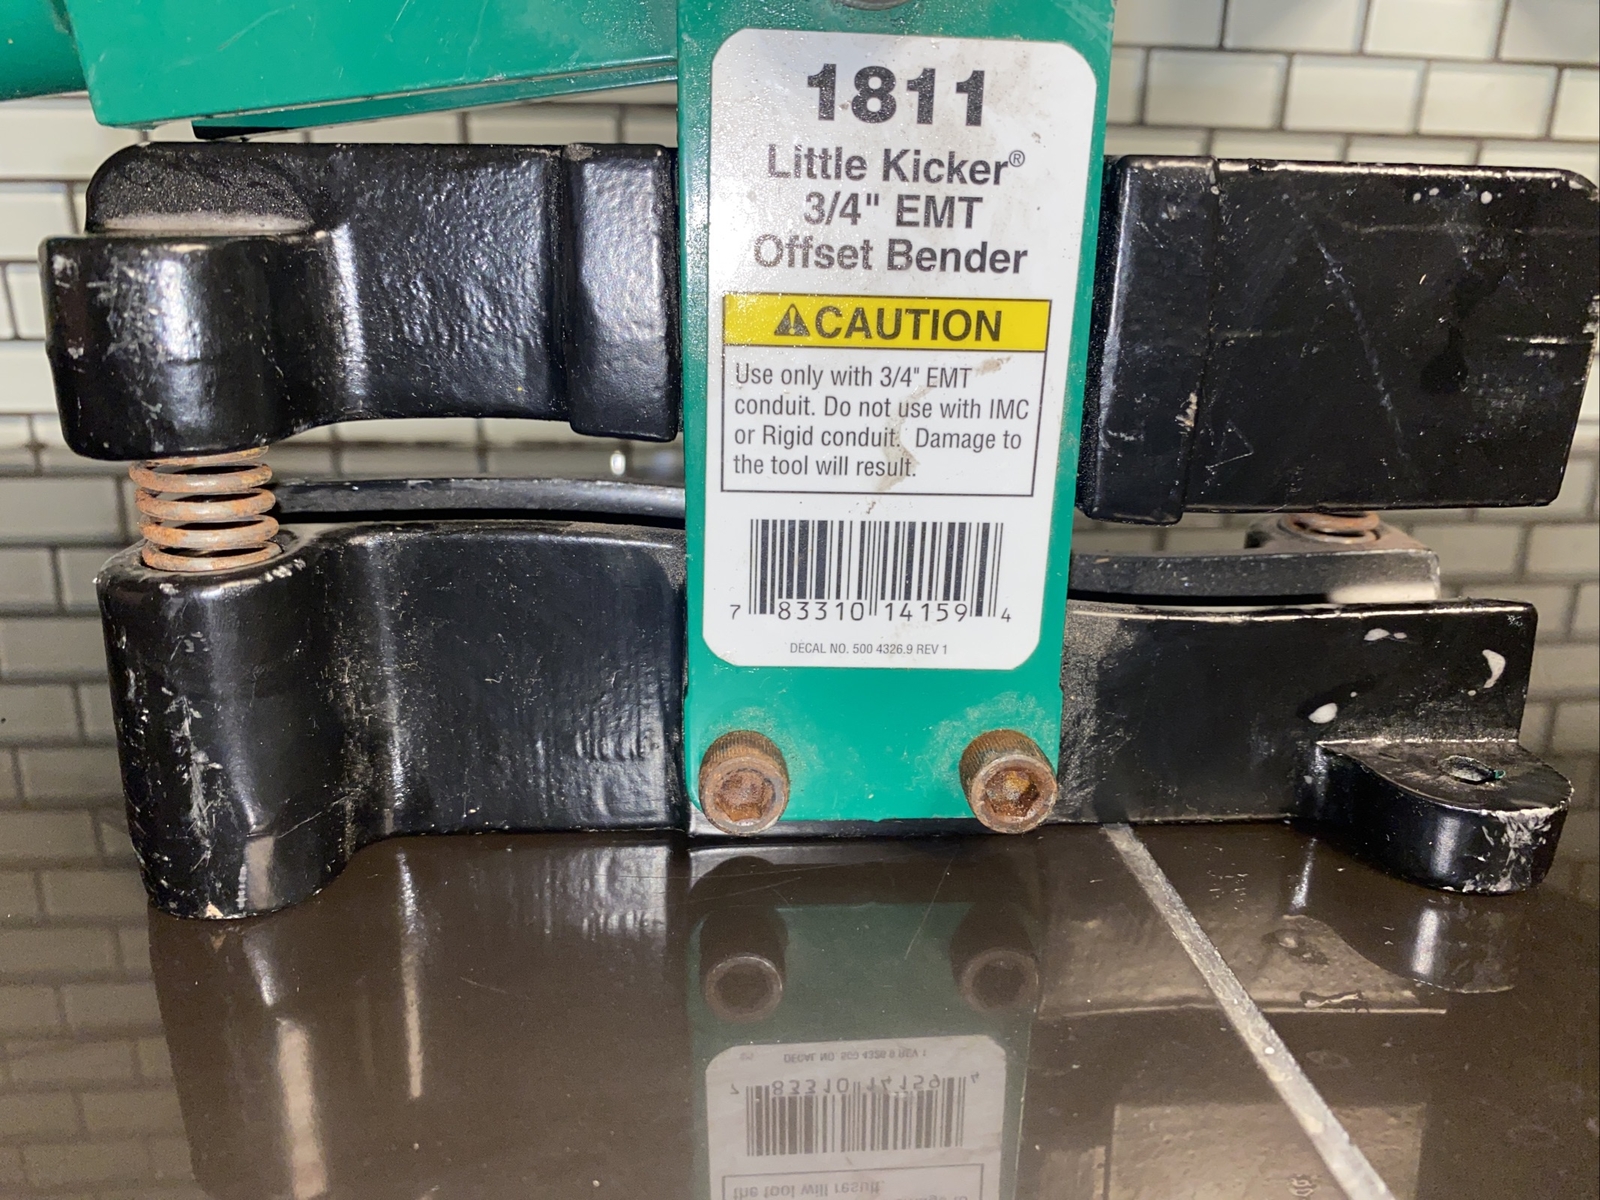 1811
Little Kicker®
3/4" EMT
Offset Bender
⚠CAUTION
Use only with 3/4" EMT
conduit. Do not use with IMC
or Rigid conduit. Damage to
the tool will result.
7 83310 14159 4
DECAL NO. 500 4326.9 REV 1